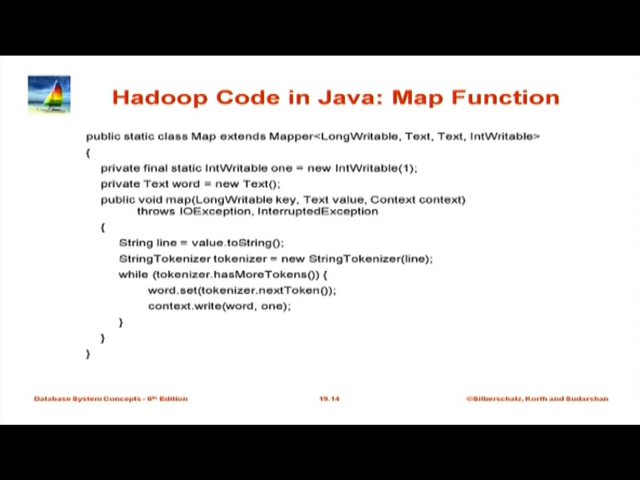 Hadoop Code in Java: Map Function
public static class Map extends Mapper<LongWritable, Text, Text, IntWritable>
{
private final static IntWritable one = new IntWritable(1);
private Text word = new Text();
public void map(LongWritable key, Text value, Context context)
throws IOException, InterruptedException
{
String line = value.toString();
StringTokenizer tokenizer = new StringTokenizer(line);
while (tokenizer.hasMoreTokens()) {
word.set(tokenizer.nextToken());
context.write(word, one);
}
}
}
Database System Concepts - 6th Edition
19.14
©Silberschatz, Korth and Sudarshan